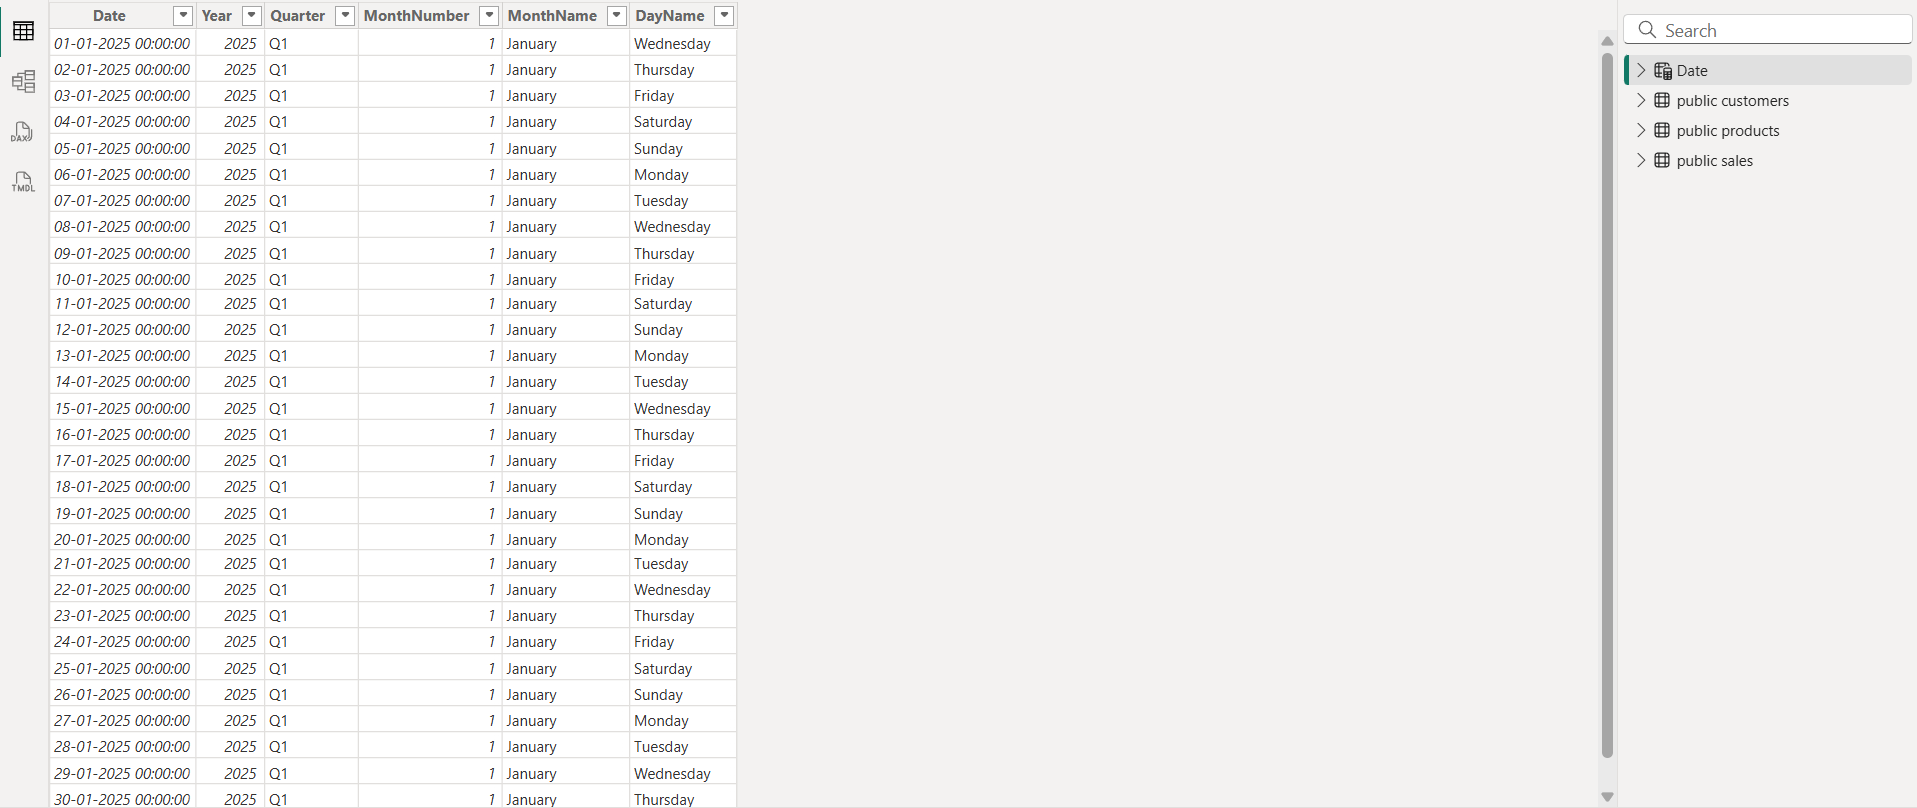 Date Year Quarter MonthNumber MonthName DayName
01-01-2025 00:00:00 2025 Q1 1 January Wednesday
02-01-2025 00:00:00 2025 Q1 1 January Thursday
03-01-2025 00:00:00 2025 Q1 1 January Friday
04-01-2025 00:00:00 2025 Q1 1 January Saturday
05-01-2025 00:00:00 2025 Q1 1 January Sunday
06-01-2025 00:00:00 2025 Q1 1 January Monday
07-01-2025 00:00:00 2025 Q1 1 January Tuesday
08-01-2025 00:00:00 2025 Q1 1 January Wednesday
09-01-2025 00:00:00 2025 Q1 1 January Thursday
10-01-2025 00:00:00 2025 Q1 1 January Friday
11-01-2025 00:00:00 2025 Q1 1 January Saturday
12-01-2025 00:00:00 2025 Q1 1 January Sunday
13-01-2025 00:00:00 2025 Q1 1 January Monday
14-01-2025 00:00:00 2025 Q1 1 January Tuesday
15-01-2025 00:00:00 2025 Q1 1 January Wednesday
16-01-2025 00:00:00 2025 Q1 1 January Thursday
17-01-2025 00:00:00 2025 Q1 1 January Friday
18-01-2025 00:00:00 2025 Q1 1 January Saturday
19-01-2025 00:00:00 2025 Q1 1 January Sunday
20-01-2025 00:00:00 2025 Q1 1 January Monday
21-01-2025 00:00:00 2025 Q1 1 January Tuesday
22-01-2025 00:00:00 2025 Q1 1 January Wednesday
23-01-2025 00:00:00 2025 Q1 1 January Thursday
24-01-2025 00:00:00 2025 Q1 1 January Friday
25-01-2025 00:00:00 2025 Q1 1 January Saturday
26-01-2025 00:00:00 2025 Q1 1 January Sunday
27-01-2025 00:00:00 2025 Q1 1 January Monday
28-01-2025 00:00:00 2025 Q1 1 January Tuesday
29-01-2025 00:00:00 2025 Q1 1 January Wednesday
30-01-2025 00:00:00 2025 Q1 1 January Thursday
DAX
TMDL
Search
Date
public customers
public products
public sales